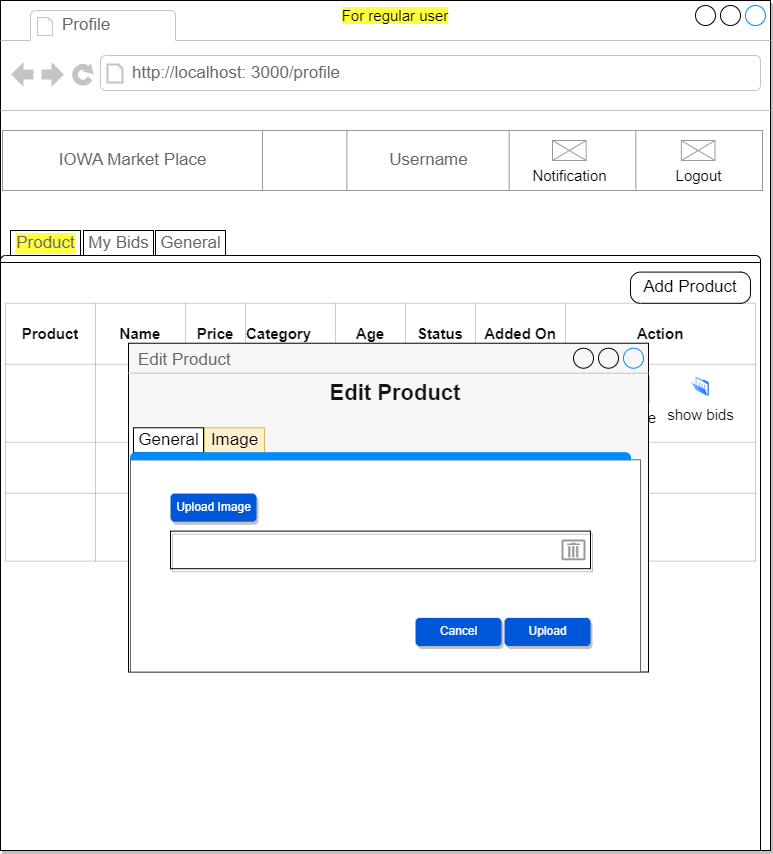 For regular user
Profile
http://localhost: 3000/profile
IOWA Market Place
Username
Notification
Logout
Product
My Bids
General
Add Product
Product
Name
Price
Category
Age
Status
Added On
Action
Edit Product
Edit Product
e
show bids
General
Image
Upload Image
Cancel
Upload